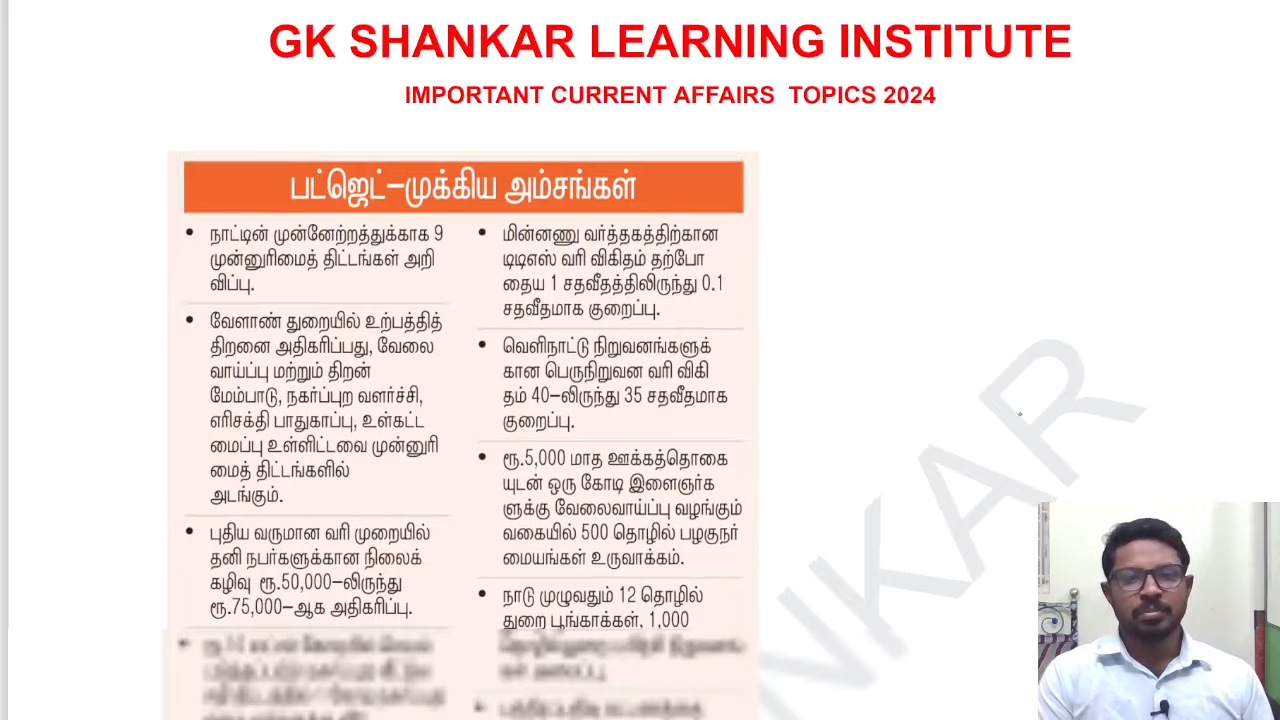 GK SHANKAR LEARNING INSTITUTE
IMPORTANT CURRENT AFFAIRS TOPICS 2024
பட்ஜெட்–முக்கிய அம்சங்கள்
• நாட்டின் முன்னேற்றத்துக்காக 9
முன்னுரிமைத் திட்டங்கள் அறி
விப்பு.
• வேளாண் துறையில் உற்பத்தித்
திறனை அதிகரிப்பது, வேலை
வாய்ப்பு மற்றும் திறன்
மேம்பாடு, நகர்ப்புற வளர்ச்சி,
எரிசக்தி பாதுகாப்பு, உள்கட்ட
மைப்பு உள்ளிட்டவை முன்னுரி
மைத் திட்டங்களில்
அடங்கும்.
• புதிய வருமான வரி முறையில்
தனி நபர்களுக்கான நிலைக்
கழிவு ரூ.50,000–லிருந்து
ரூ.75,000–ஆக அதிகரிப்பு.
• மின்னணு வர்த்தகத்திற்கான
டிடிஎஸ் வரி விகிதம் தற்போ
தைய 1 சதவீதத்திலிருந்து 0.1
சதவீதமாக குறைப்பு.
• வெளிநாட்டு நிறுவனங்களுக்
கான பெருநிறுவன வரி விகி
தம் 40–லிருந்து 35 சதவீதமாக
குறைப்பு.
• ரூ.5,000 மாத ஊக்கத்தொகை
யுடன் ஒரு கோடி இளைஞர்க
ளுக்கு வேலைவாய்ப்பு வழங்கும்
வகையில் 500 தொழில் பழகுநர்
மையங்கள் உருவாக்கம்.
• நாடு முழுவதும் 12 தொழில்
துறை பூங்காக்கள், 1,000
NKAR